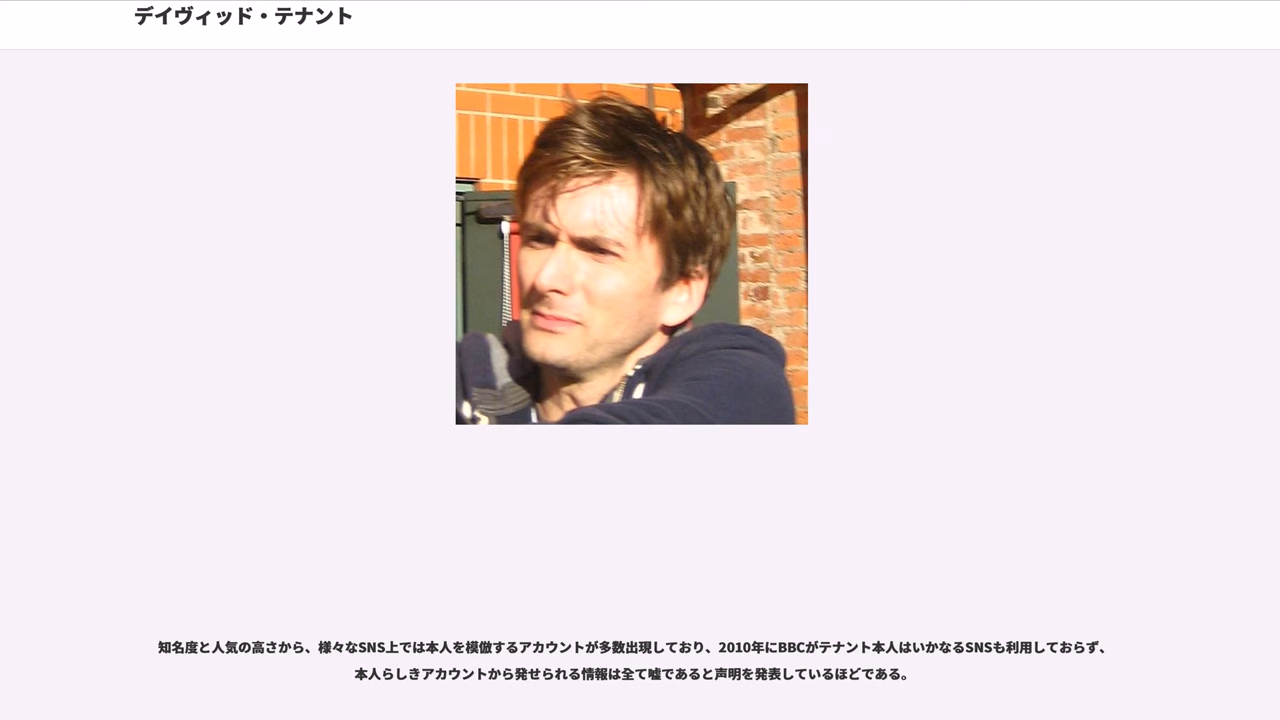 デイヴィッド・テナント
知名度と人気の高さから、様々なSNS上では本人を模倣するアカウントが多数出現しており、2010年にBBCがテナント本人はいかなるSNSも利用しておらず、
本人らしきアカウントから発せられる情報は全て嘘であると声明を発表しているほどである。